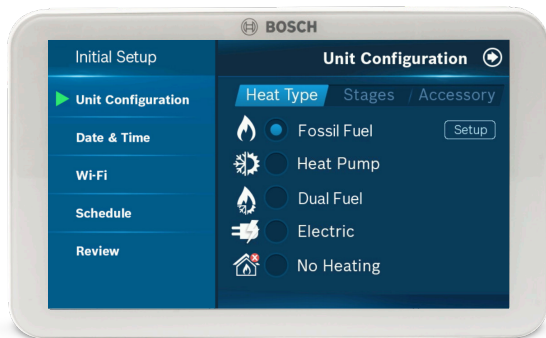 BOSCH
Initial Setup
Unit Configuration
Unit Configuration
Date & Time
Wi-Fi
Schedule
Review
Heat Type / Stages / Accessory
Fossil Fuel
Setup
Heat Pump
Dual Fuel
Electric
No Heating